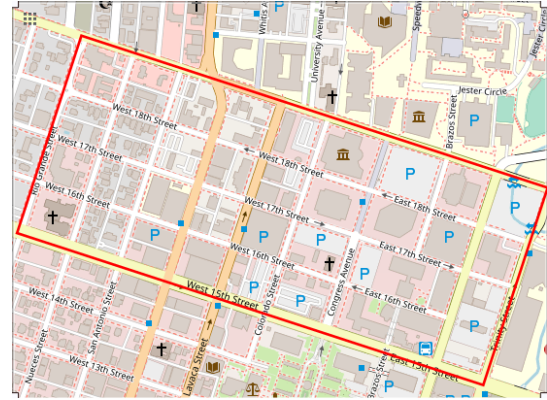 White A
University Avenue
Speedw
Jester Circle
P
Jester Circle
Brazos Street
P
West 18th Street
West 17th Street
West 18th Street
P
Rio Grande Street
West 16th Street
East 18th Street
P
West 17th Street
P
P
P
East 17th Street
West 16th Street
P
P
P
East 16th Street
Congress Avenue
West 15th Street
West 14th Street
San Antonio Street
Colorado Street
P
Trinity Street
West 13th Street
Nueces Street
Lavaca Street
Brazos Street
East 15th Street
P
P